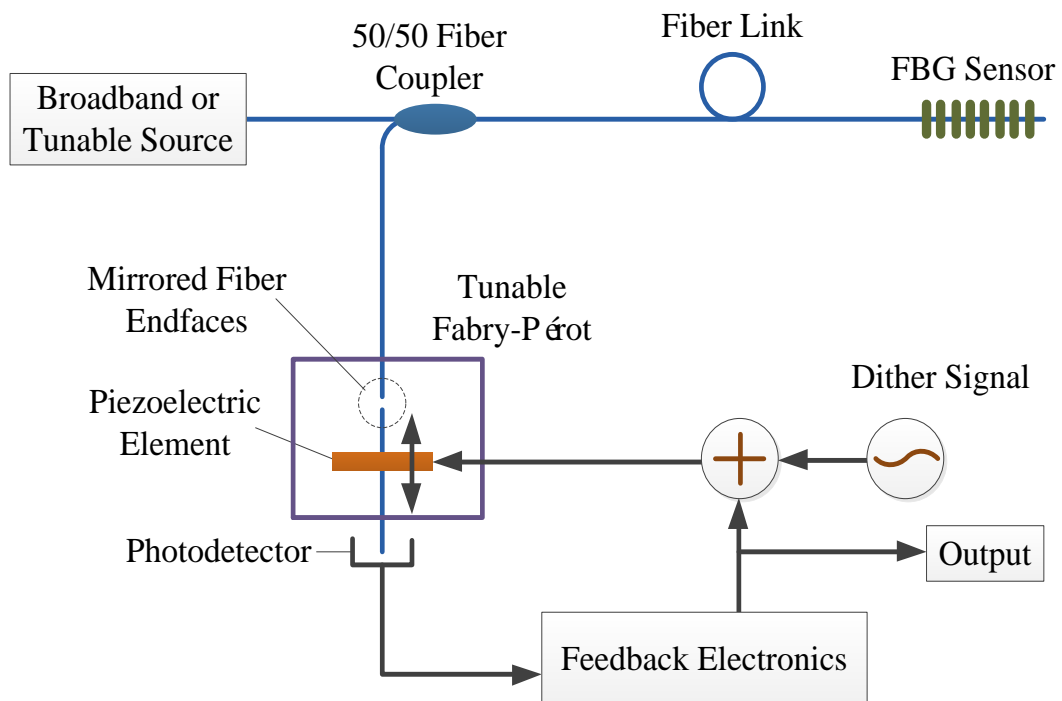 50/50 Fiber
Coupler
Fiber Link
FBG Sensor
Broadband or
Tunable Source
Mirrored Fiber
Endfaces
Tunable
Fabry-Pérot
Dither Signal
Piezoelectric
Element
Photodetector
Output
Feedback Electronics